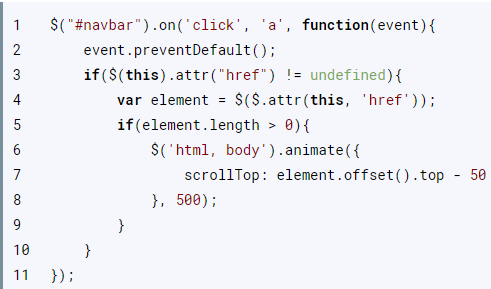 1 $("#navbar").on('click', 'a', function(event){
2 event.preventDefault();
3 if($(this).attr("href") != undefined){
4 var element = $($.attr(this, 'href'));
5 if(element.length > 0){
6 $('html, body').animate({
7 scrollTop: element.offset().top - 50
8 }, 500);
9 }
10 }
11 });